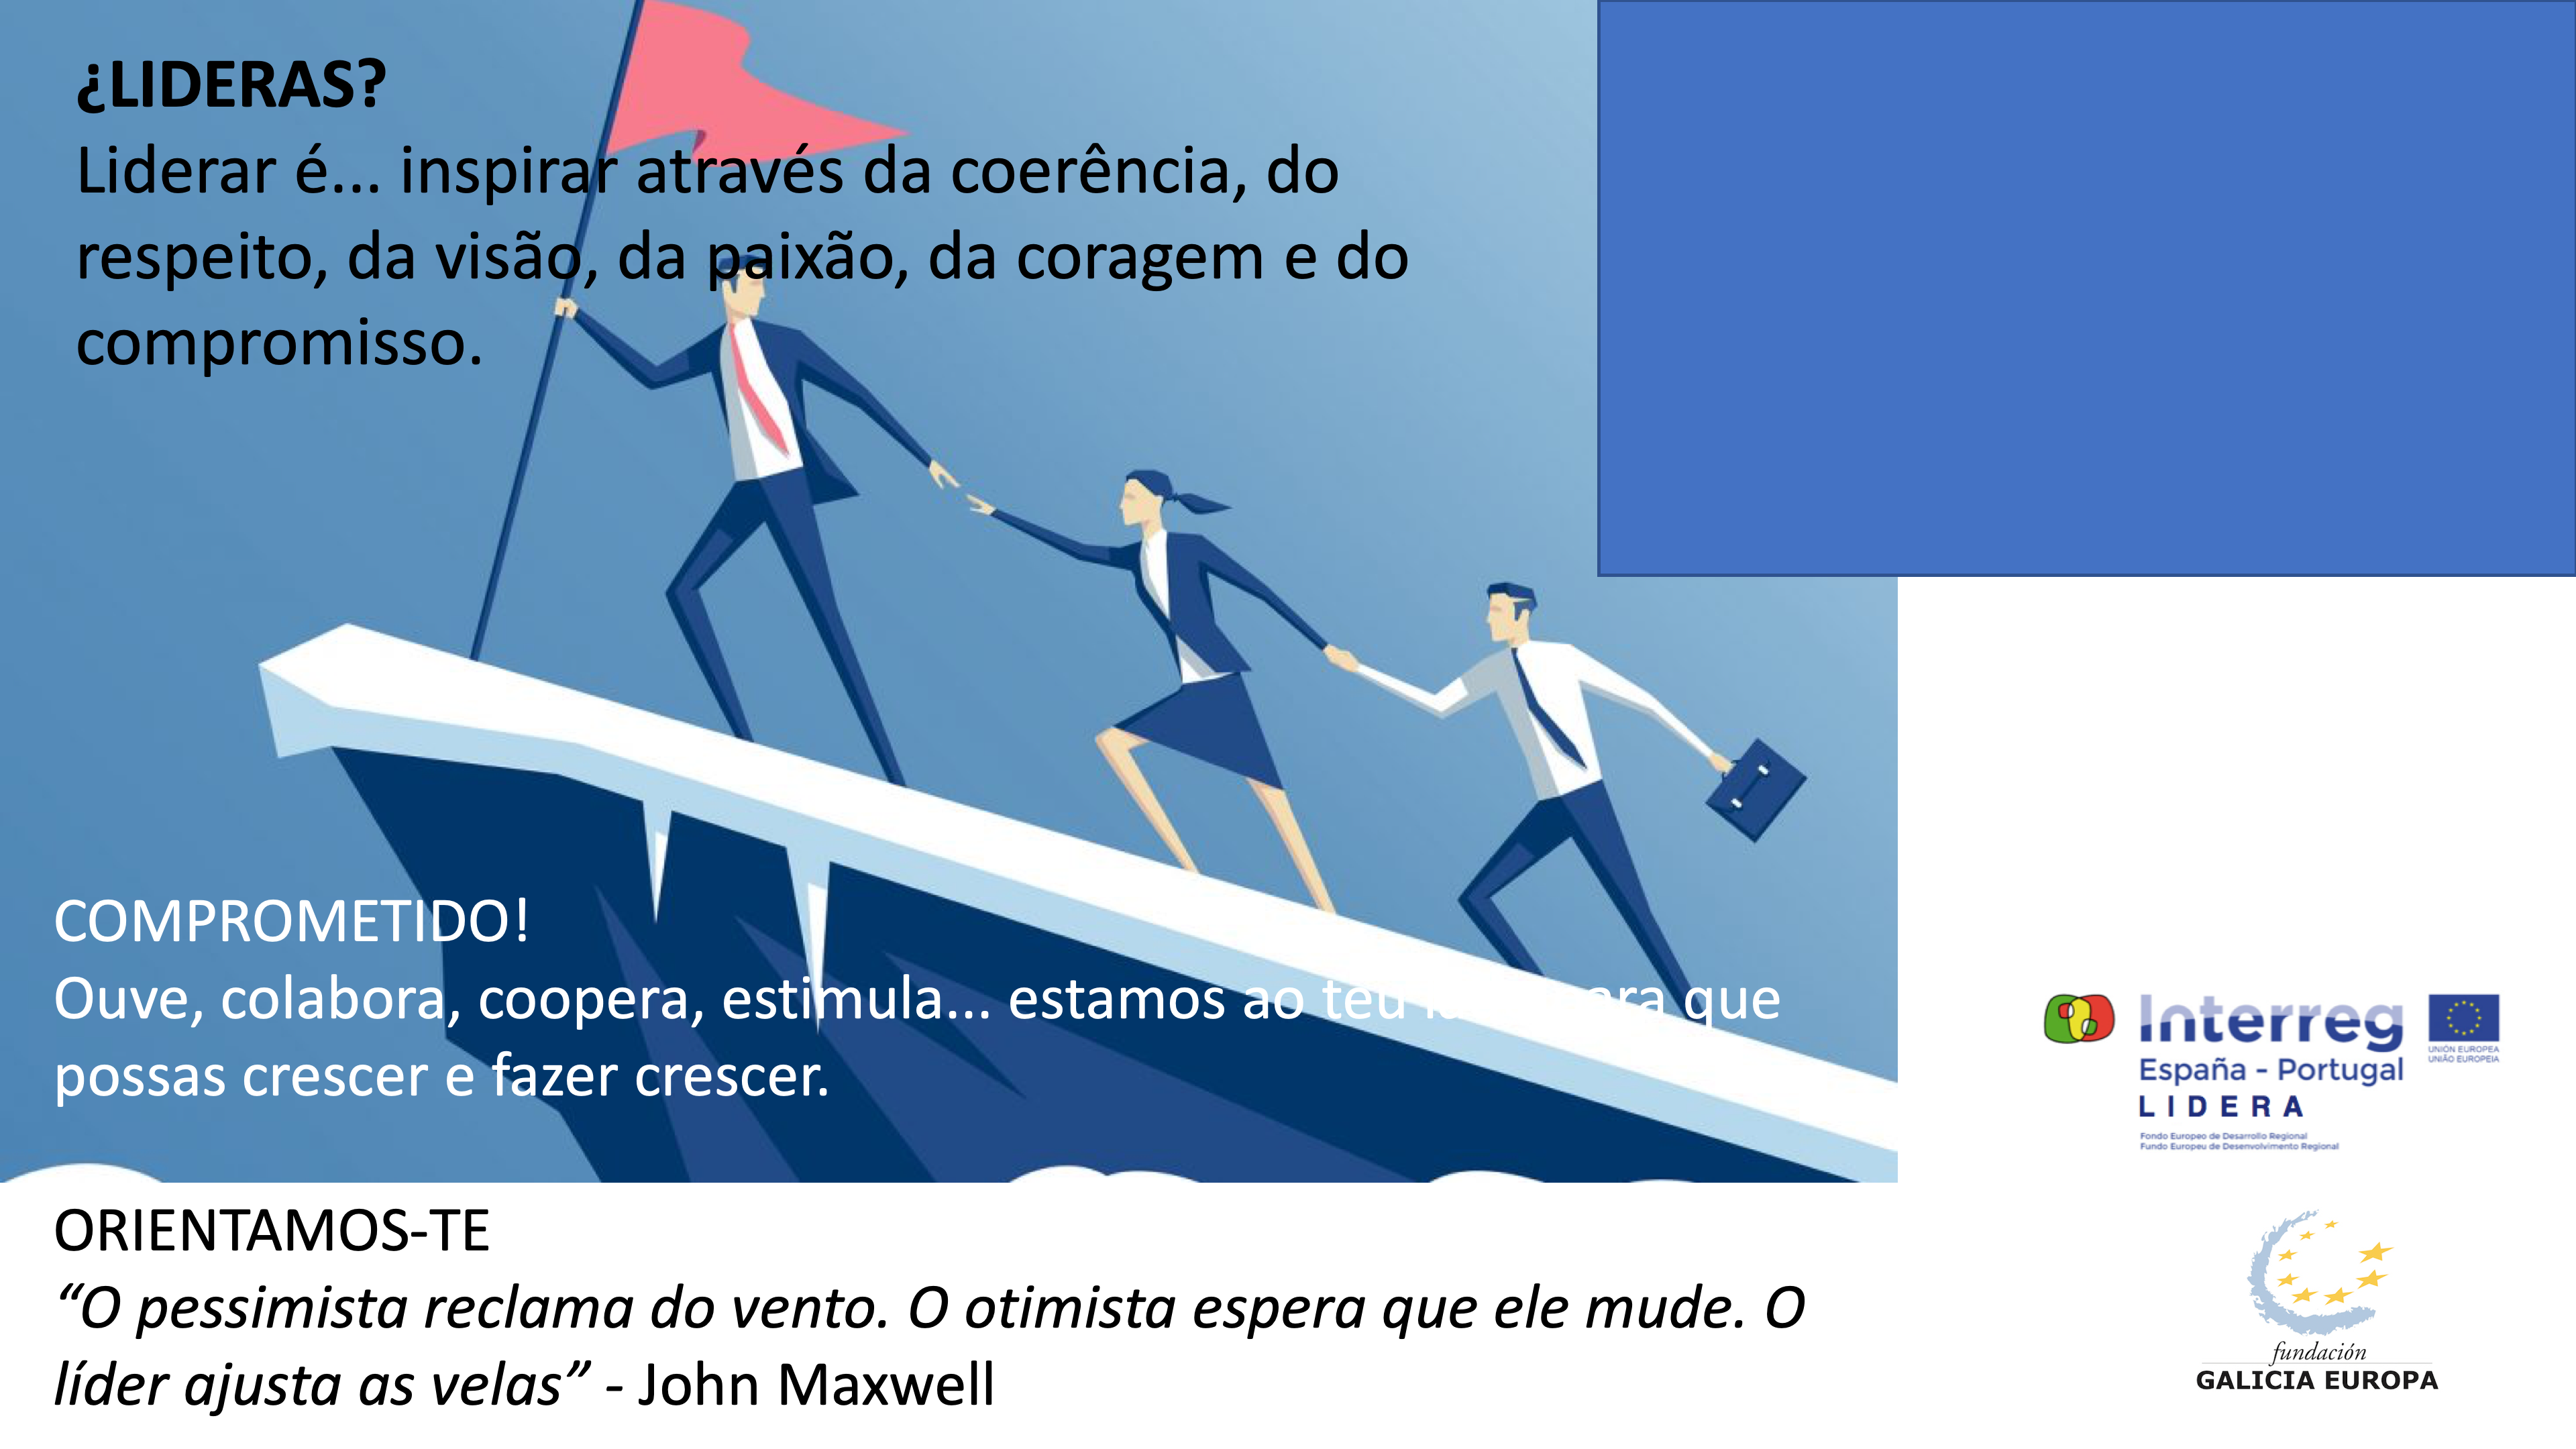 ¿LIDERAS?
Liderar é... inspirar através da coerência, do
respeito, da visão, da paixão, da coragem e do
compromisso.
COMPROMETIDO!
Ouve, colabora, coopera, estimula... estamos ao teu que
possas crescer e fazer crescer.
ORIENTAMOS-TE
“O pessimista reclama do vento. O otimista espera que ele mude. O
líder ajusta as velas” - John Maxwell
Interreg
España - Portugal
LIDERA
Fondo Europeo de Desarrollo Regional
Fundo Europeu de Desenvolvimento Regional
UNIÓN EUROPEA
UNIÃO EUROPEIA
fundación
GALICIA EUROPA